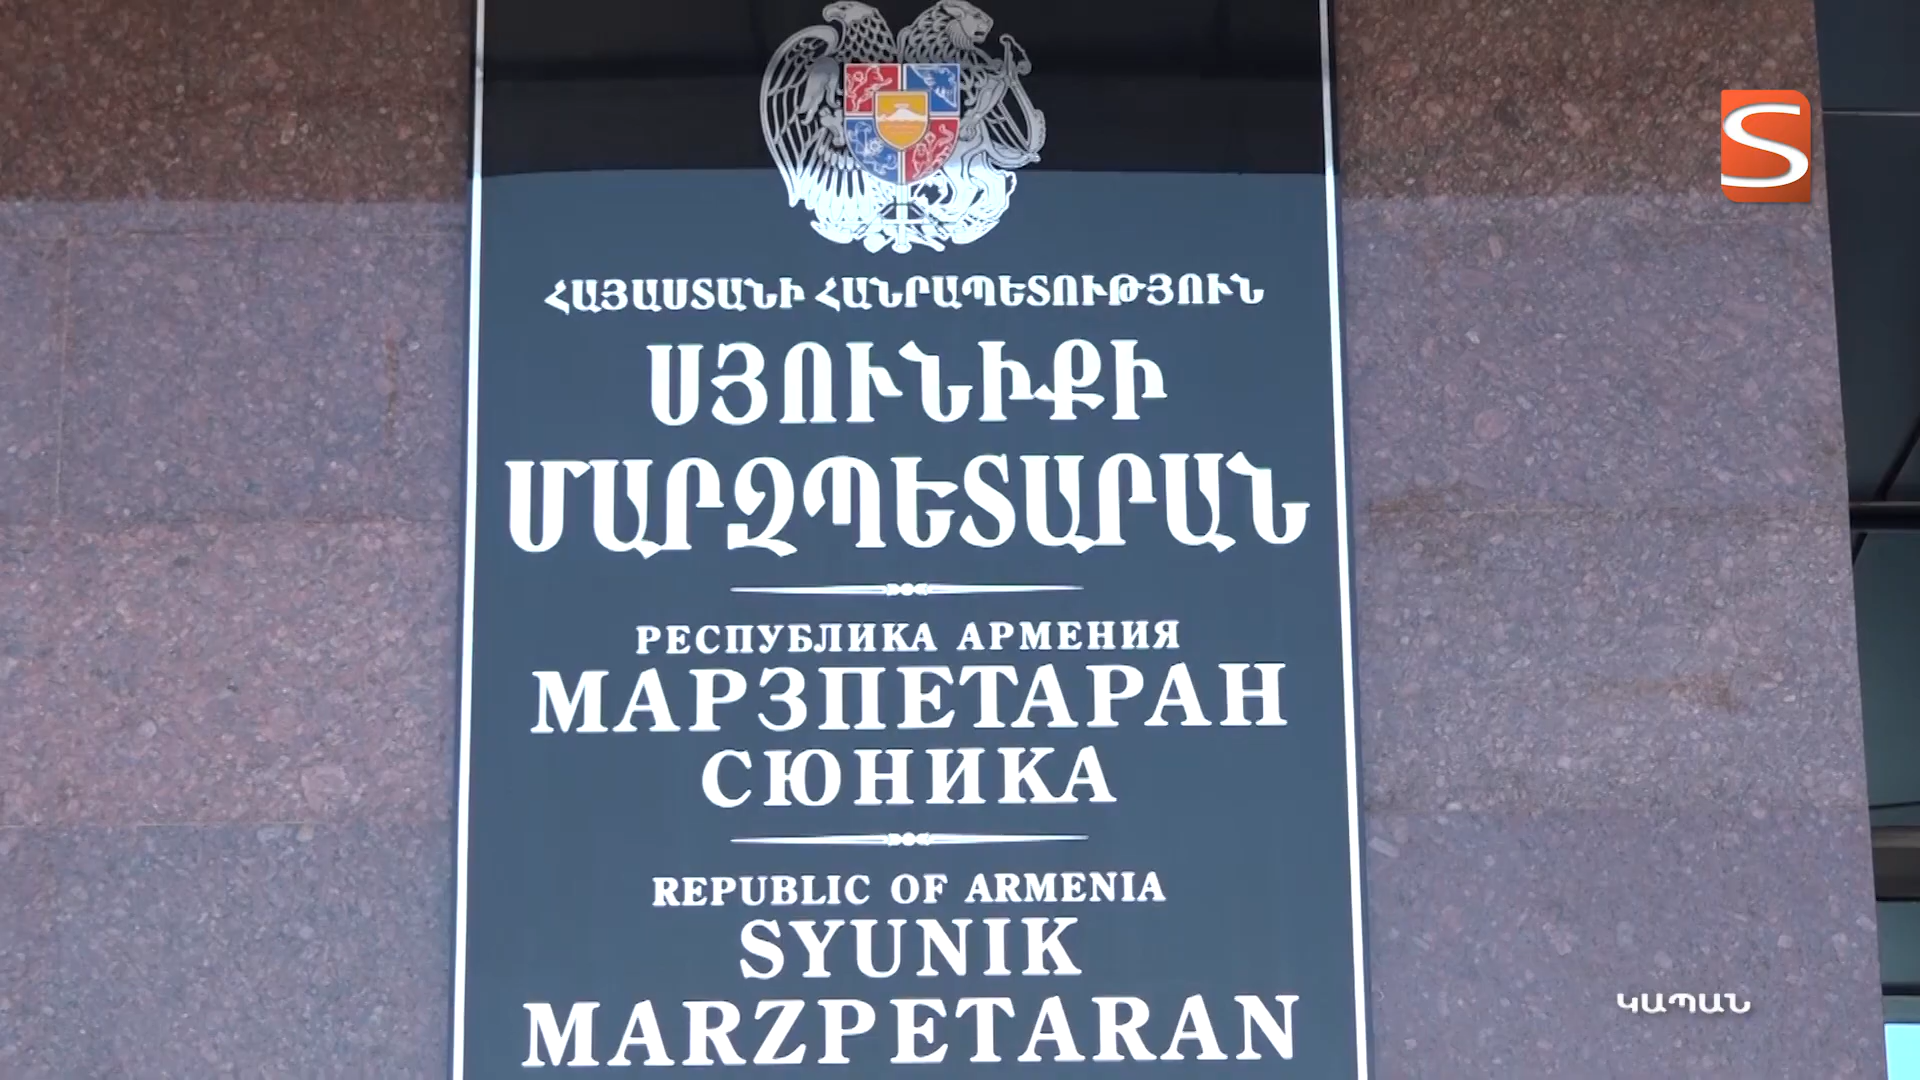 S
ՀԱՅԱՍՏԱՆԻ ՀԱՆՐԱՊԵՏՈՒԹՅՈՒՆ
ՍՅՈՒՆԻՔԻ
ՄԱՐԶՊԵՏԱՐԱՆ
РЕСПУБЛИКА АРМЕНИЯ
МАРЗПЕТАРАН
СЮНИКА
REPUBLIC OF ARMENIA
SYUNIK
MARZPETARAN
ԿԱՊԱՆ